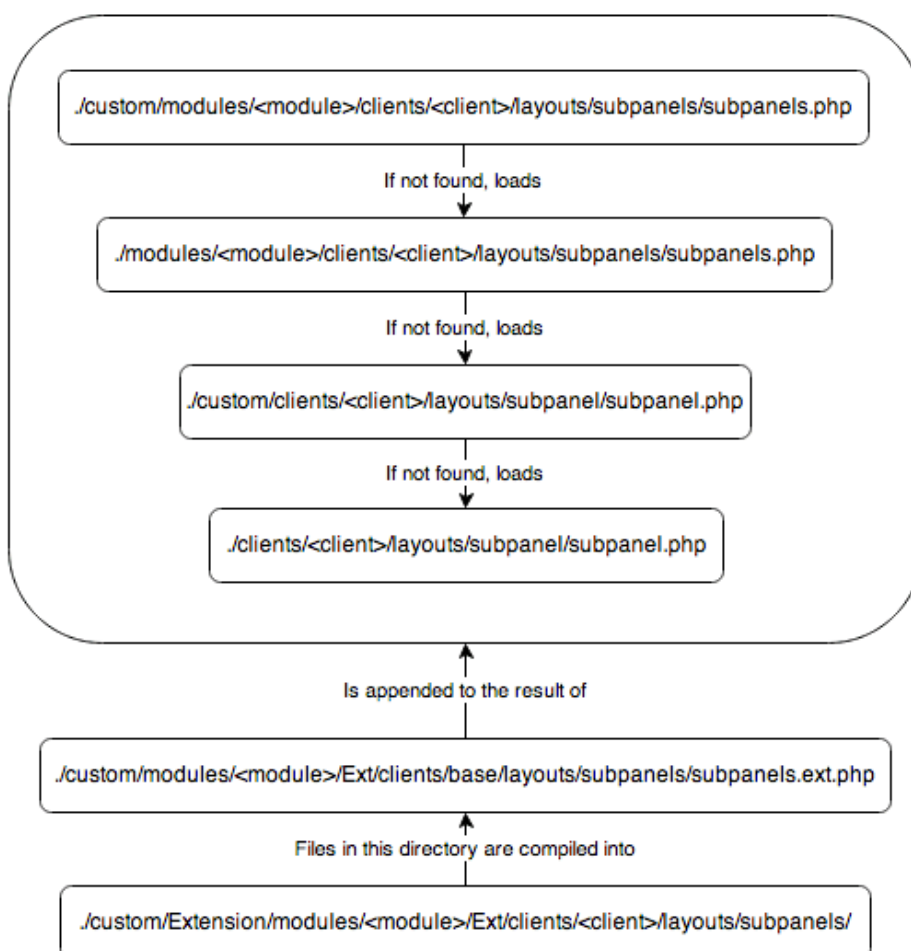 ./custom/modules/<module>/clients/<client>/layouts/subpanels/subpanels.php
If not found, loads
./modules/<module>/clients/<client>/layouts/subpanels/subpanels.php
If not found, loads
./custom/clients/<client>/layouts/subpanel/subpanel.php
If not found, loads
./clients/<client>/layouts/subpanel/subpanel.php
Is appended to the result of
./custom/modules/<module>/Ext/clients/base/layouts/subpanels/subpanels.ext.php
Files in this directory are compiled into
./custom/Extension/modules/<module>/Ext/clients/<client>/layouts/subpanels/